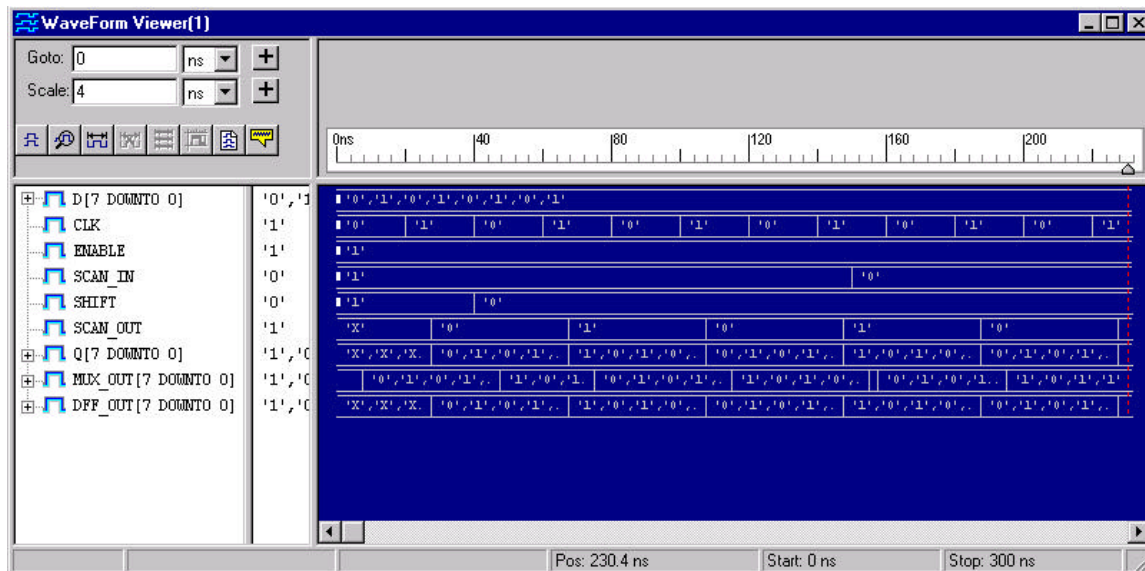 WaveForm Viewer(1)
Goto: 0 ns +
Scale: 4 ns +
0ns 40 80 120 160 200
D[7 DOWNTO 0] '0','1 '0','1','0','1','0','1','0','1'
CLK '1' '0' '1' '0' '1' '0' '1' '0' '1' '0' '1' '0' '1'
ENABLE '1' '1'
SCAN_IN '0' '1' '0'
SHIFT '0' '1' '0'
SCAN_OUT '1' 'X' '0' '1' '0' '1' '0'
Q[7 DOWNTO 0] '1','0 'X','X','X. '0','1','0','1',. '1','0','1','0',. '0','1','0','1',. '1','0','1','0',. '0','1','0','1',.
MUX_OUT[7 DOWNTO 0] '1','0 '0','1','0','1',. '1','0','1. '0','1','0','1',. '1','0','1','0',. '0','1','0','1.. '1','0','1','1'
DFF_OUT[7 DOWNTO 0] '1','0 'X','X','X. '0','1','0','1',. '1','0','1','0',. '0','1','0','1',. '1','0','1','0',. '0','1','0','1',.
Pos: 230.4 ns Start: 0 ns Stop: 300 ns